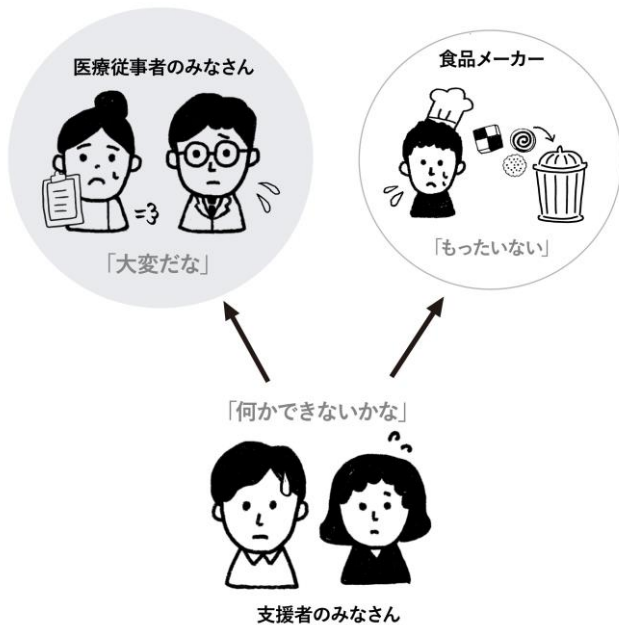 医療従事者のみなさん
食品メーカー
「大変だな」
「もったいない」
「何かできないかな」
支援者のみなさん